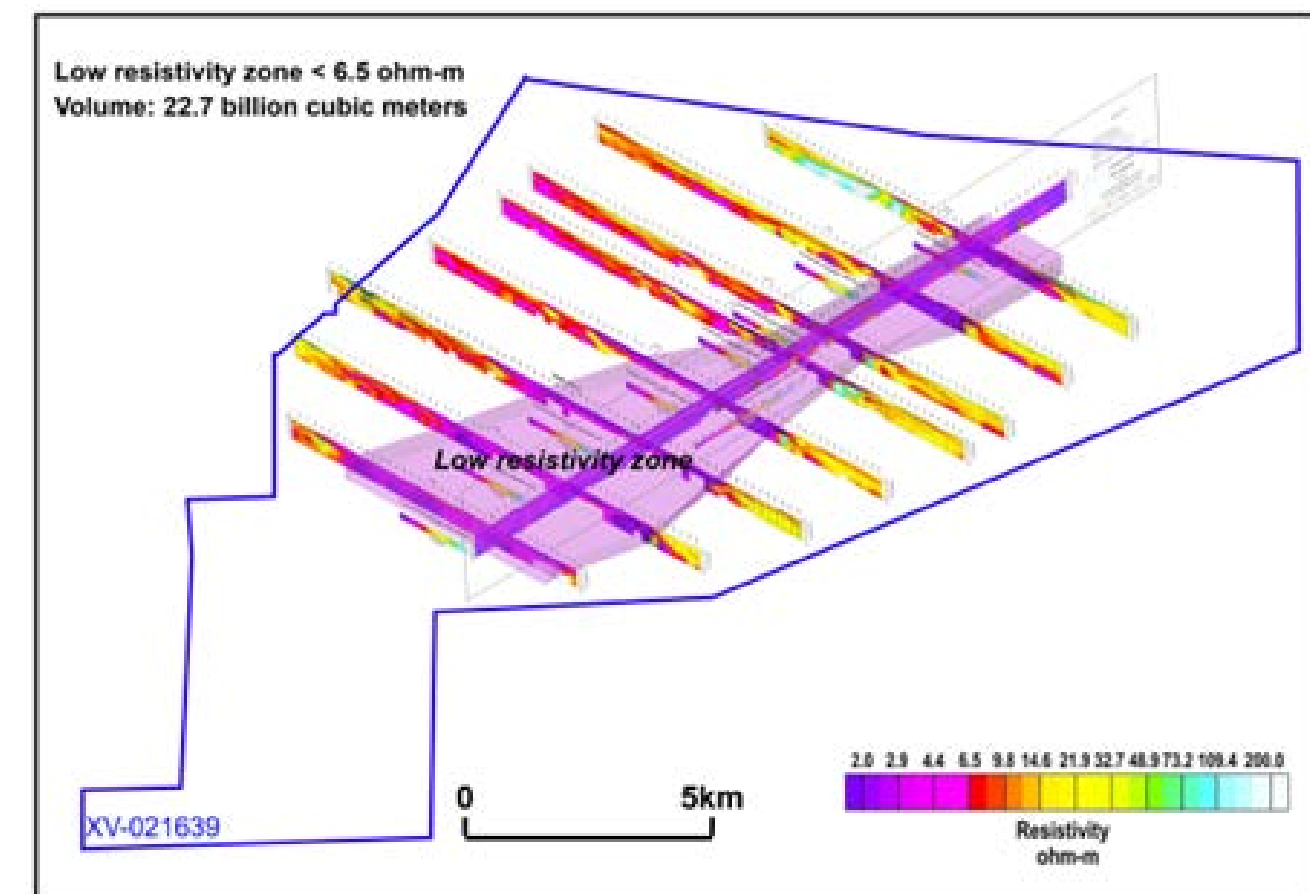 Low resistivity zone < 6.5 ohm-m
Volume: 22.7 billion cubic meters
Low resistivity zone
0 5km
2.0 2.9 4.4 6.5 9.8 14.6 21.9 32.7 48.9 73.2 109.4 200.0
Resistivity
ohm-m
XV-021639